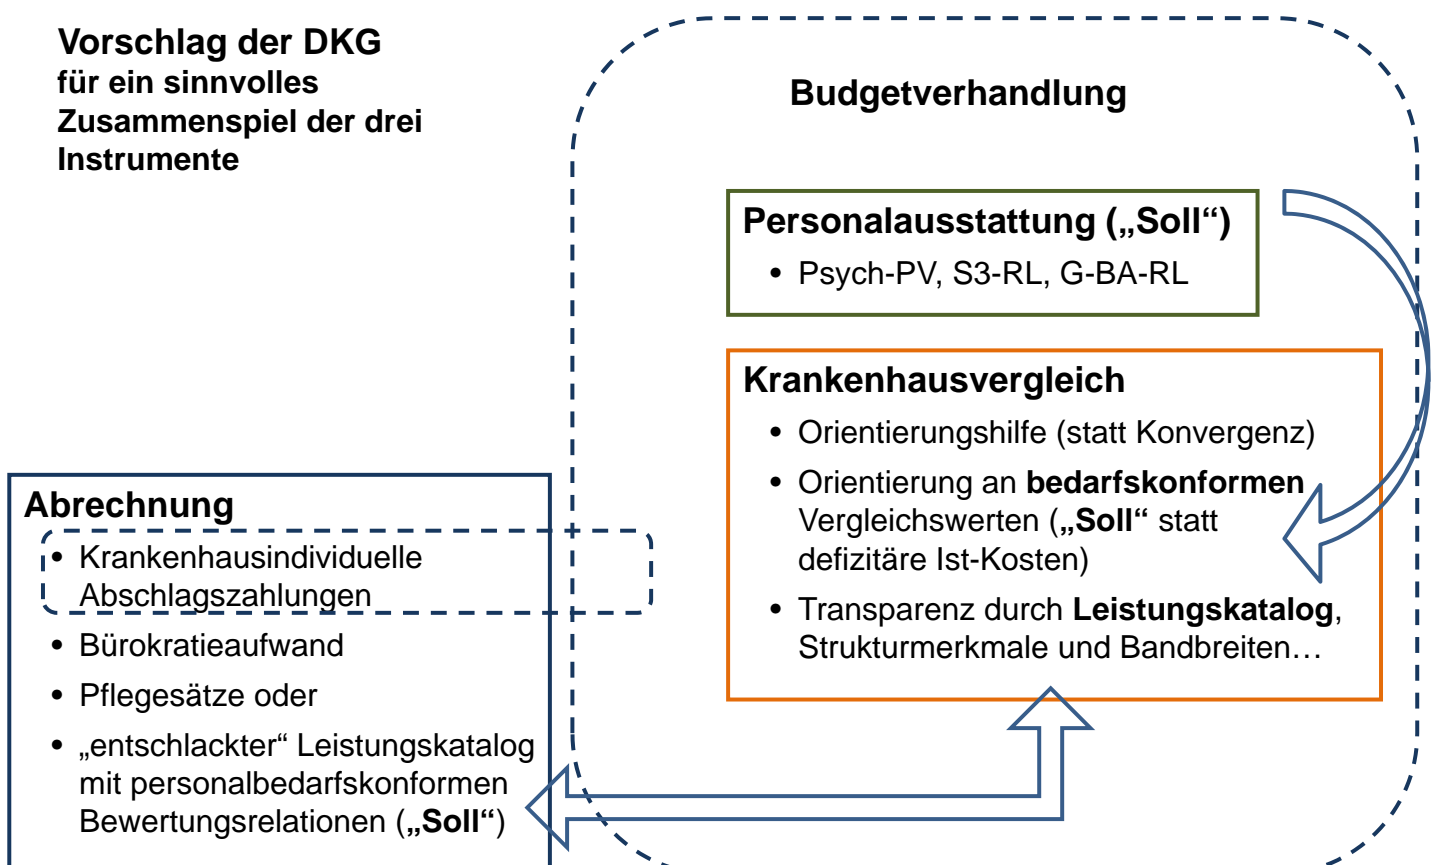 Vorschlag der DKG
für ein sinnvolles
Zusammenspiel der drei
Instrumente
Budgetverhandlung
Personalausstattung („Soll“)
• Psych-PV, S3-RL, G-BA-RL
Krankenhausvergleich
• Orientierungshilfe (statt Konvergenz)
• Orientierung an bedarfskonformen
Vergleichswerten („Soll“ statt
defizitäre Ist-Kosten)
• Transparenz durch Leistungskatalog,
Strukturmerkmale und Bandbreiten…
Abrechnung
• Krankenhausindividuelle
Abschlagszahlungen
• Bürokratieaufwand
• Pflegesätze oder
• „entschlackter“ Leistungskatalog
mit personalbedarfskonformen
Bewertungsrelationen („Soll“)